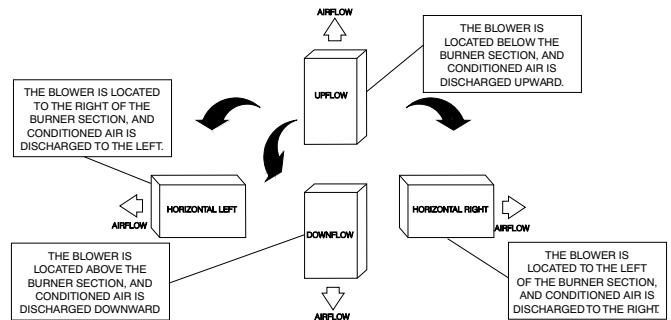 AIRFLOW
THE BLOWER IS
LOCATED BELOW THE
BURNER SECTION, AND
CONDITIONED AIR IS
DISCHARGED UPWARD.
UPFLOW
THE BLOWER IS LOCATED
TO THE RIGHT OF THE
BURNER SECTION, AND
CONDITIONED AIR IS
DISCHARGED TO THE LEFT.
HORIZONTAL LEFT
AIRFLOW
DOWNFLOW
HORIZONTAL RIGHT
AIRFLOW
THE BLOWER IS
LOCATED ABOVE THE
BURNER SECTION, AND
CONDITIONED AIR IS
DISCHARGED DOWNWARD
THE BLOWER IS
LOCATED TO THE LEFT
OF THE BURNER SECTION,
AND CONDITIONED AIR IS
DISCHARGED TO THE RIGHT.
AIRFLOW